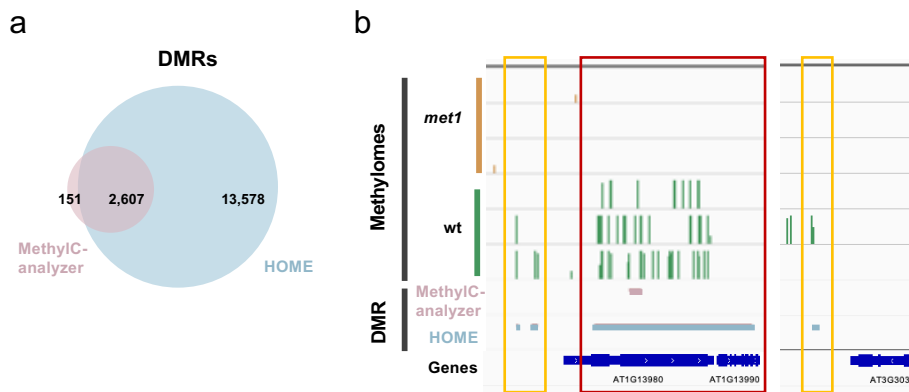 a
DMRs
151
2,607
13,578
MethylC-
analyzer
HOME
b
Methylomes
met1
wt
DMR
MethylC-
analyzer
HOME
Genes
AT1G13980
AT1G13990
AT3G303